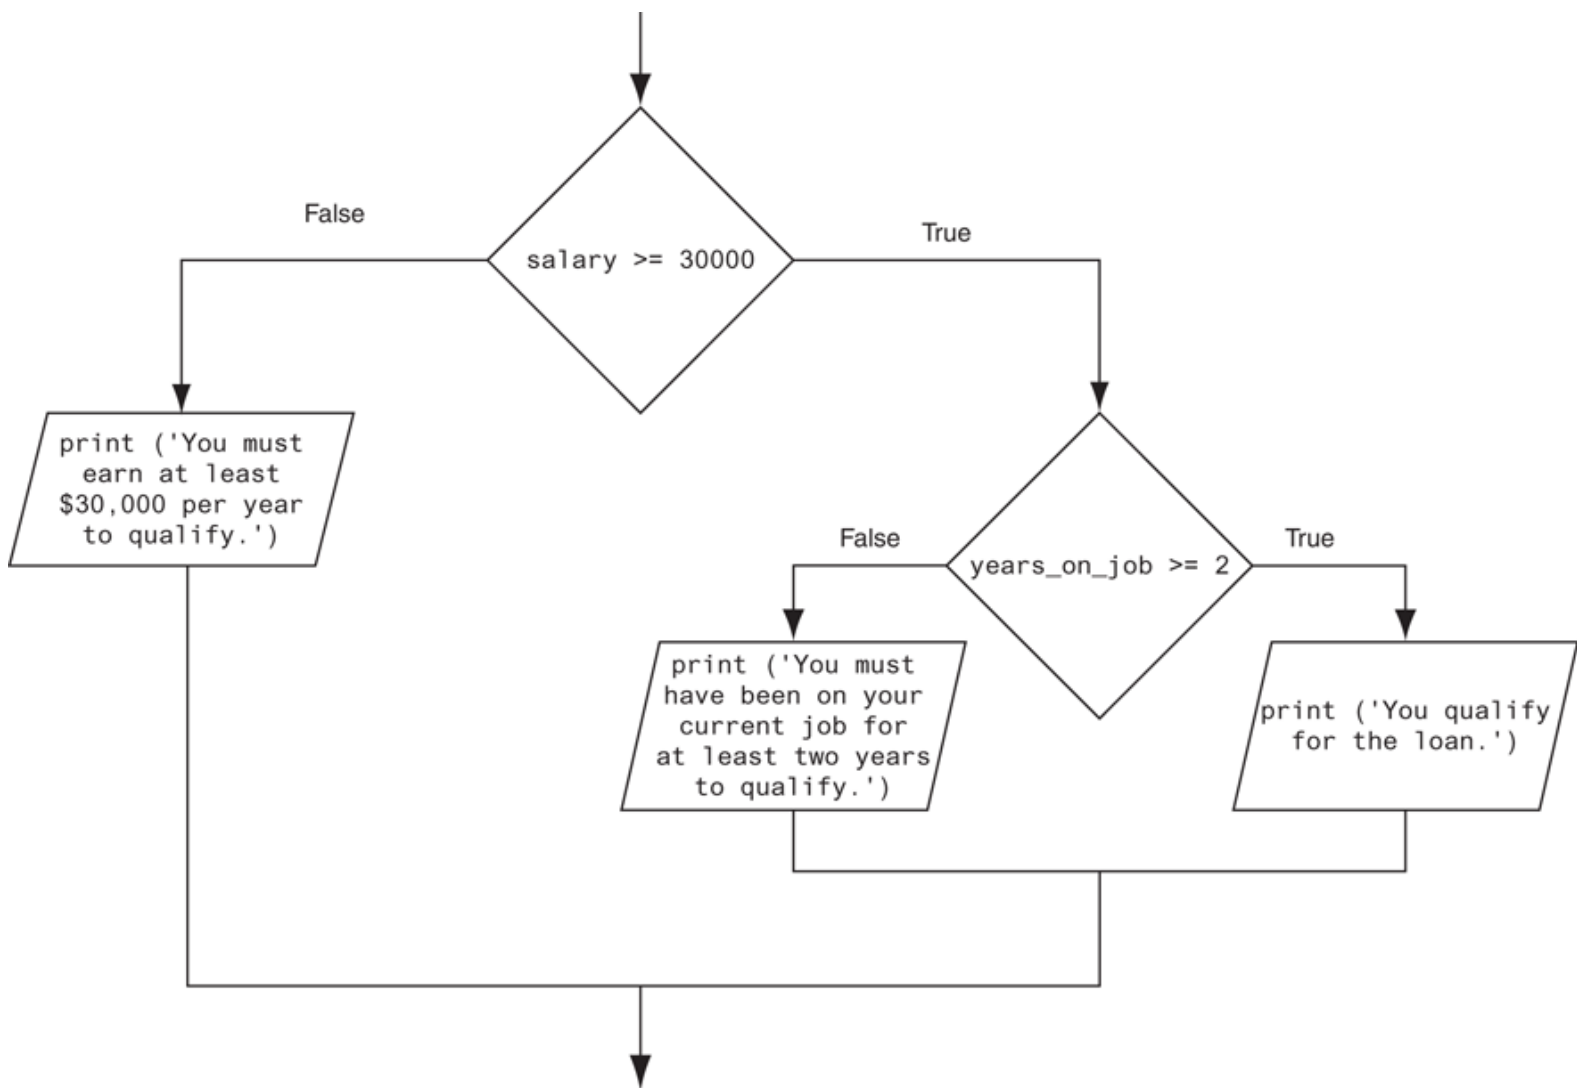 False
True
salary >= 30000
print ('You must
earn at least
$30,000 per year
to qualify.')
False
True
years_on_job >= 2
print ('You must
have been on your
current job for
at least two years
to qualify.')
print ('You qualify
for the loan.')